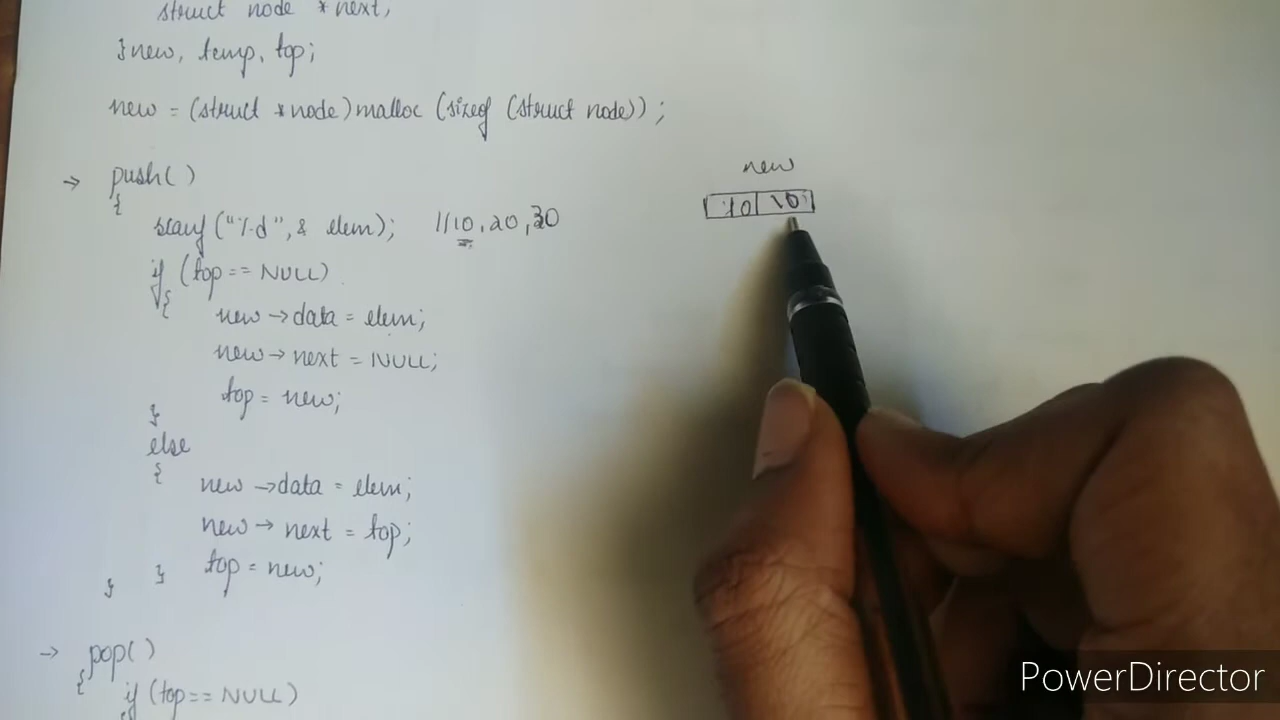 struct node *next,
}new, temp, top;
new = (struct *node)malloc (sizeof (struct node));
new
→ push()
{
10 \0
scanf ("%d", & elem); //10, 20, 30
if (top == NULL)
{
new → data = elem;
new → next = NULL;
top = new;
}
else
{
new → data = elem;
new → next = top;
top = new;
} }
→ pop()
{
if (top == NULL)
PowerDirector